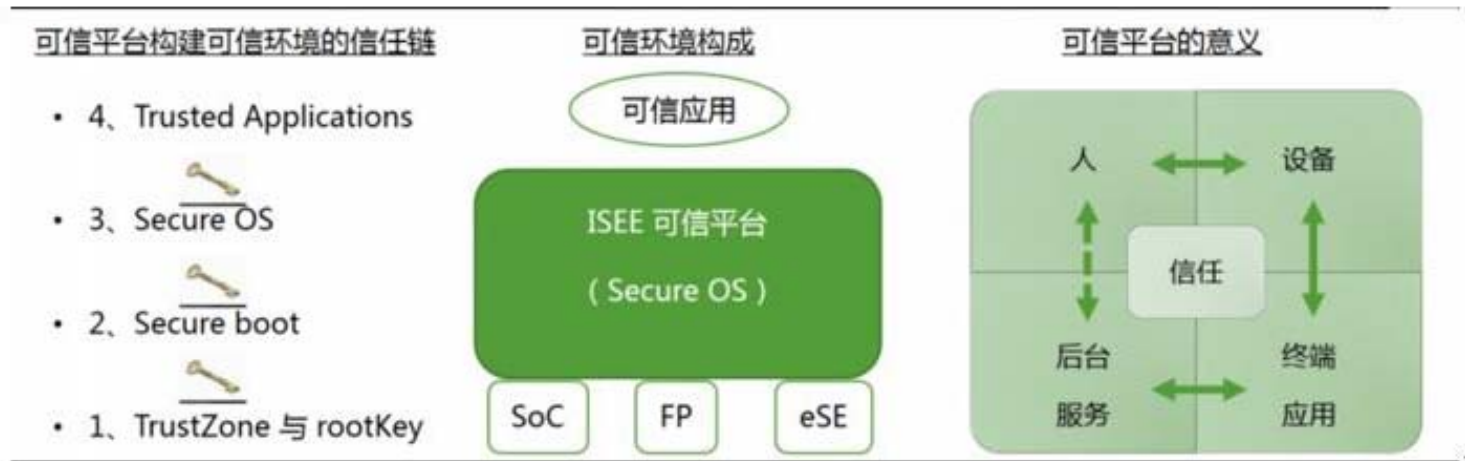 可信平台构建可信环境的信任链
• 4、Trusted Applications
• 3、Secure OS
• 2、Secure boot
• 1、TrustZone 与 rootKey
可信环境构成
可信应用
ISEE 可信平台
( Secure OS )
SoC
FP
eSE
可信平台的意义
人
设备
信任
后台
服务
终端
应用